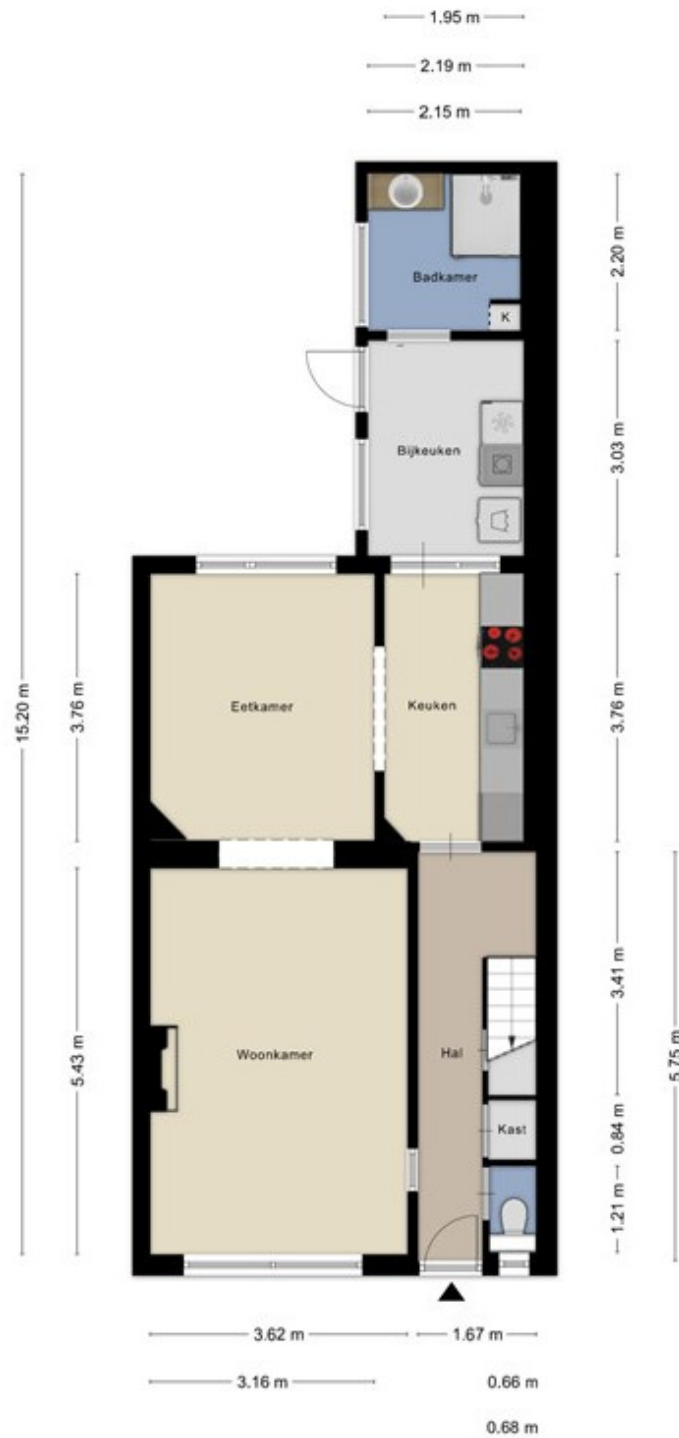 1.95 m
2.19 m
2.15 m
2.20 m
Badkamer
K
3.03 m
Bijkeuken
15.20 m
3.76 m
Eetkamer
Keuken
3.76 m
5.43 m
Woonkamer
Hal
3.41 m
5.75 m
Kast
0.84 m
1.21 m
3.62 m
1.67 m
3.16 m
0.66 m
0.68 m